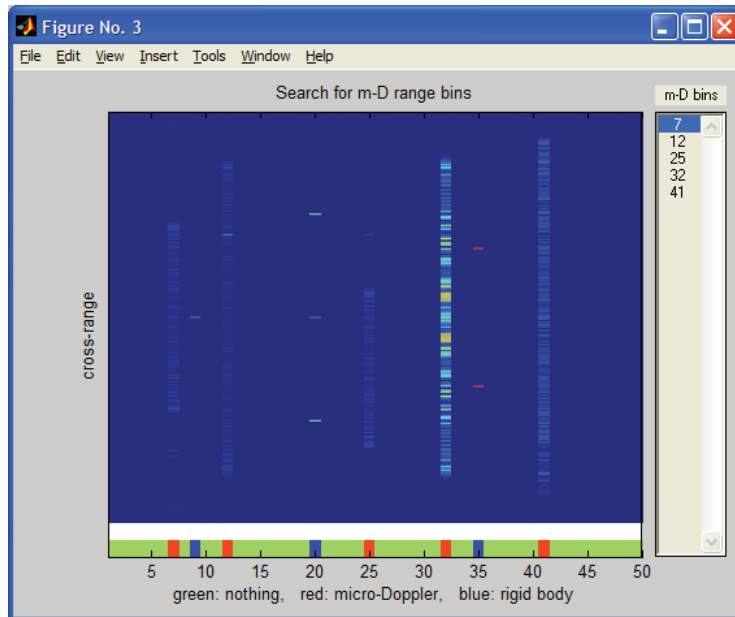 Figure No. 3
File Edit View Insert Tools Window Help
Search for m-D range bins
m-D bins
7
12
25
32
41
cross-range
5 10 15 20 25 30 35 40 45 50
green: nothing, red: micro-Doppler, blue: rigid body